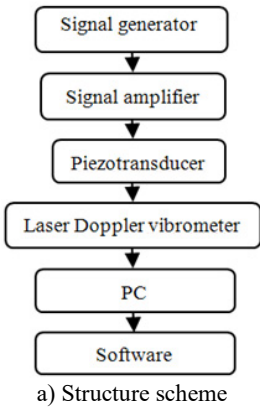 Signal generator
Signal amplifier
Piezotransducer
Laser Doppler vibrometer
PC
Software
a) Structure scheme